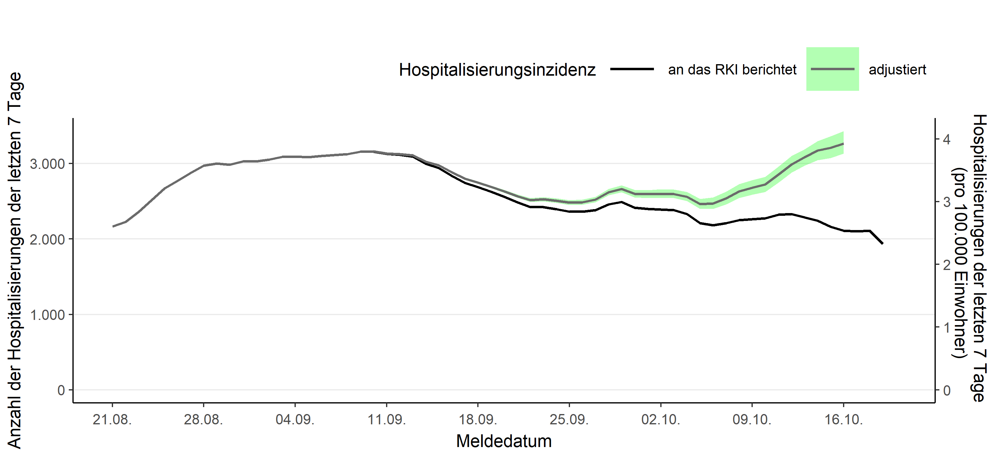 Hospitalisierungsinzidenz an das RKI berichtet adjustiert
Anzahl der Hospitalisierungen der letzten 7 Tage
3.000
2.000
1.000
0
4
3
2
1
0
Hospitalisierungen der letzten 7 Tage
(pro 100.000 Einwohner)
21.08. 28.08. 04.09. 11.09. 18.09. 25.09. 02.10. 09.10. 16.10.
Meldedatum